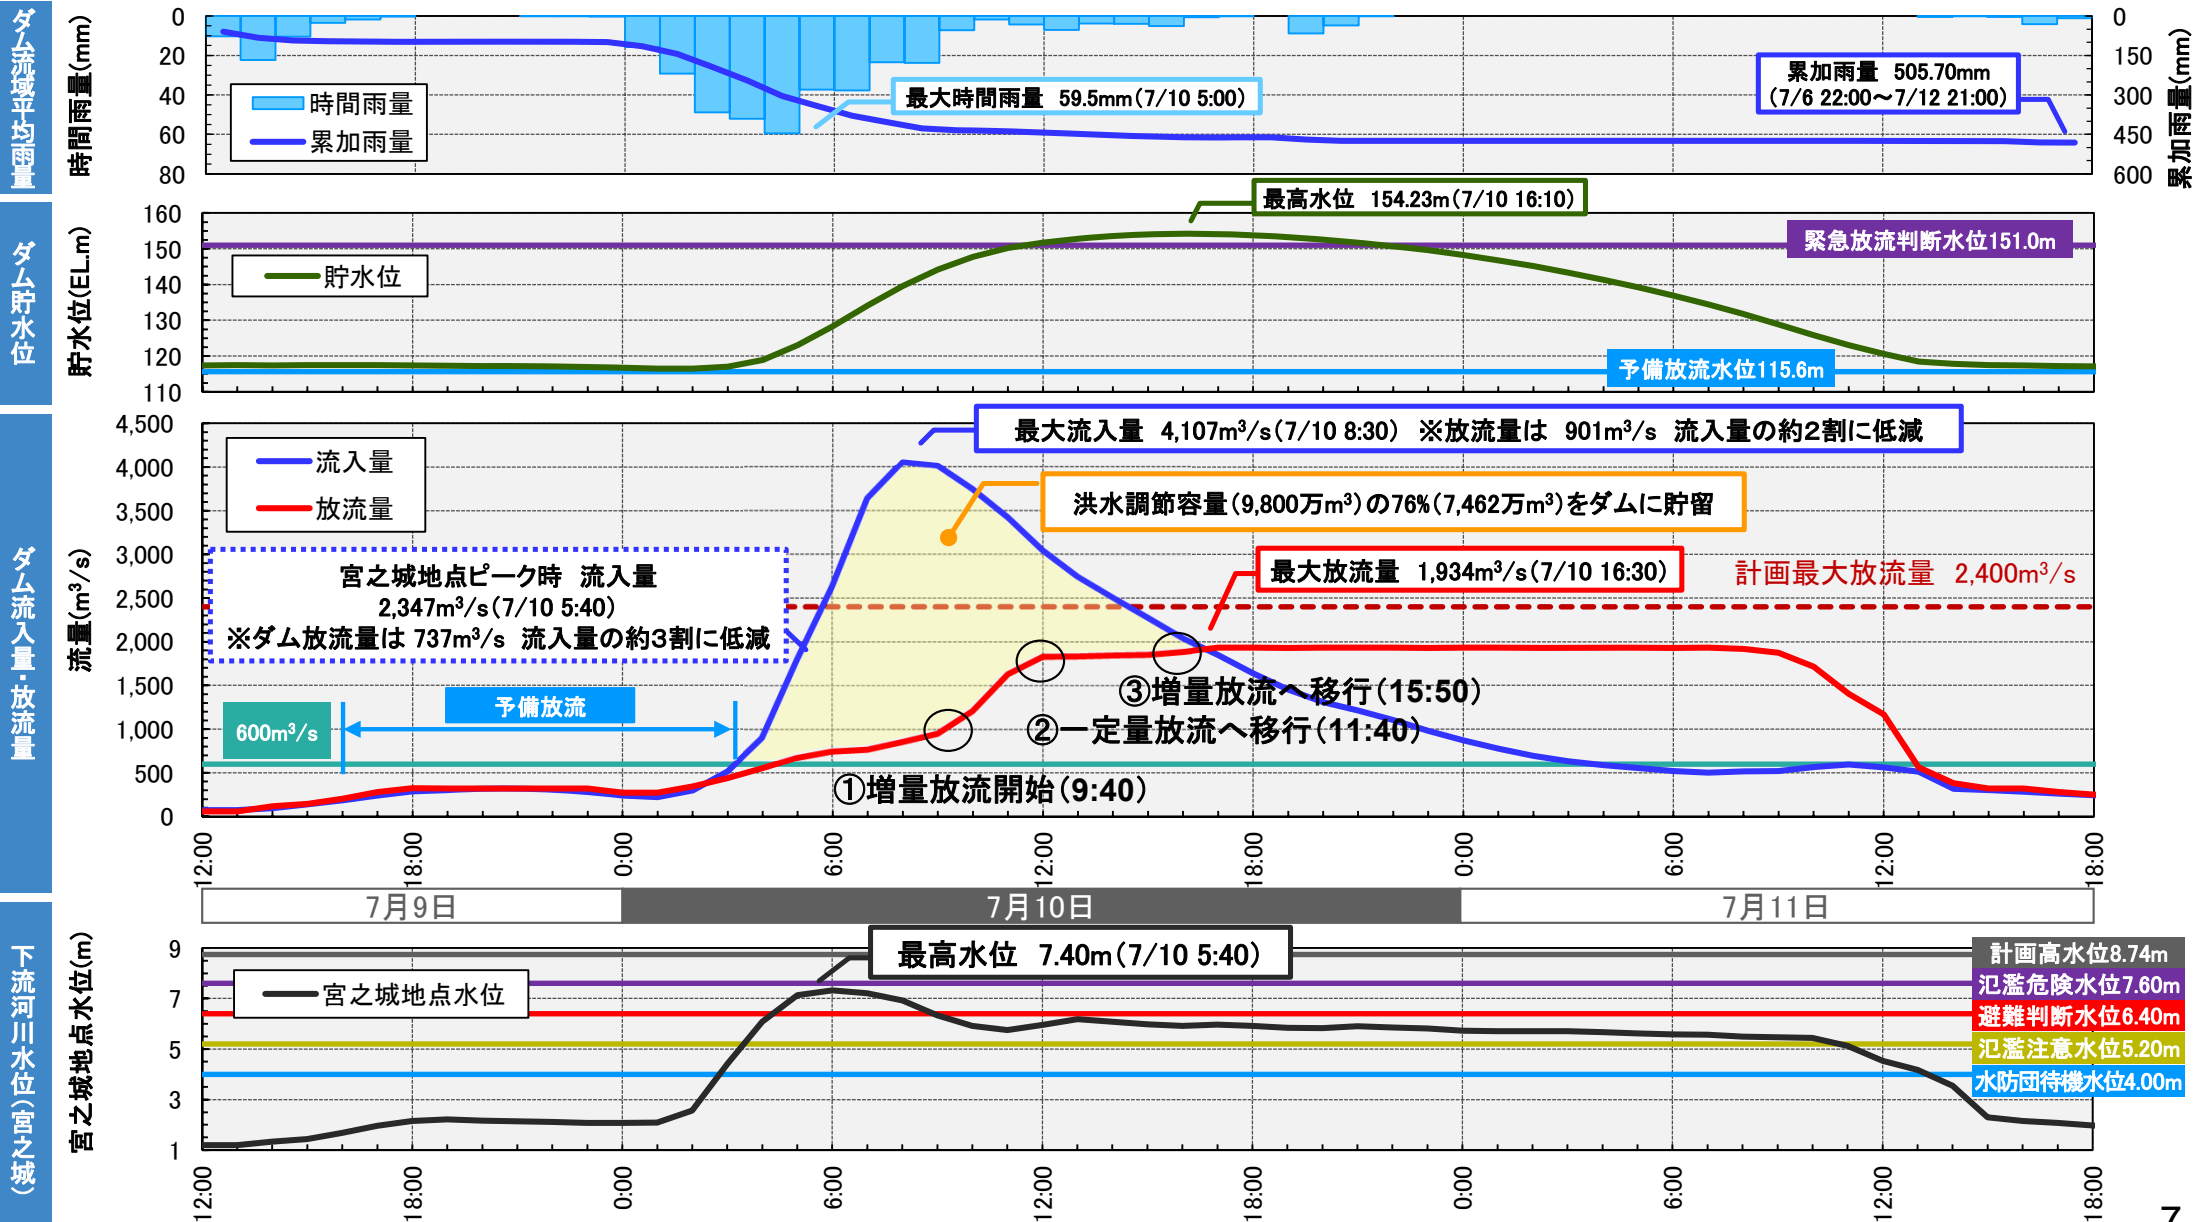 ダム流域平均雨量
時間雨量(mm)
0
20
40
60
80
時間雨量
累加雨量
最大時間雨量 59.5mm(7/10 5:00)
累加雨量 505.70mm
(7/6 22:00～7/12 21:00)
0
150
300
450
600
累加雨量(mm)
ダム貯水位
貯水位(EL.m)
160
150
140
130
120
110
貯水位
最高水位 154.23m(7/10 16:10)
緊急放流判断水位151.0m
予備放流水位115.6m
ダム流入量・放流量
流量(m³/s)
4,500
4,000
3,500
3,000
2,500
2,000
1,500
1,000
500
0
流入量
放流量
最大流入量 4,107m³/s(7/10 8:30) ※放流量は 901m³/s 流入量の約2割に低減
洪水調節容量(9,800万m³)の76%(7,462万m³)をダムに貯留
最大放流量 1,934m³/s(7/10 16:30)
計画最大放流量 2,400m³/s
宮之城地点ピーク時 流入量
2,347m³/s(7/10 5:40)
※ダム放流量は 737m³/s 流入量の約3割に低減
600m³/s
予備放流
③増量放流へ移行(15:50)
②一定量放流へ移行(11:40)
①増量放流開始(9:40)
12:00
18:00
0:00
6:00
12:00
18:00
0:00
6:00
12:00
18:00
7月9日
7月10日
7月11日
下流河川水位(宮之城)
宮之城地点水位(m)
9
7
5
3
1
宮之城地点水位
最高水位 7.40m(7/10 5:40)
計画高水位8.74m
氾濫危険水位7.60m
避難判断水位6.40m
氾濫注意水位5.20m
水防団待機水位4.00m
12:00
18:00
0:00
6:00
12:00
18:00
0:00
6:00
12:00
18:00
7